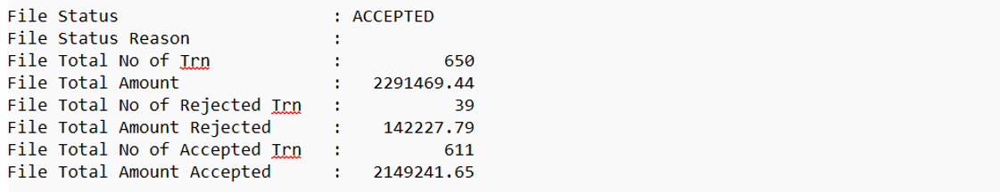 File Status : ACCEPTED
File Status Reason :
File Total No of Trn : 650
File Total Amount : 2291469.44
File Total No of Rejected Trn : 39
File Total Amount Rejected : 142227.79
File Total No of Accepted Trn : 611
File Total Amount Accepted : 2149241.65